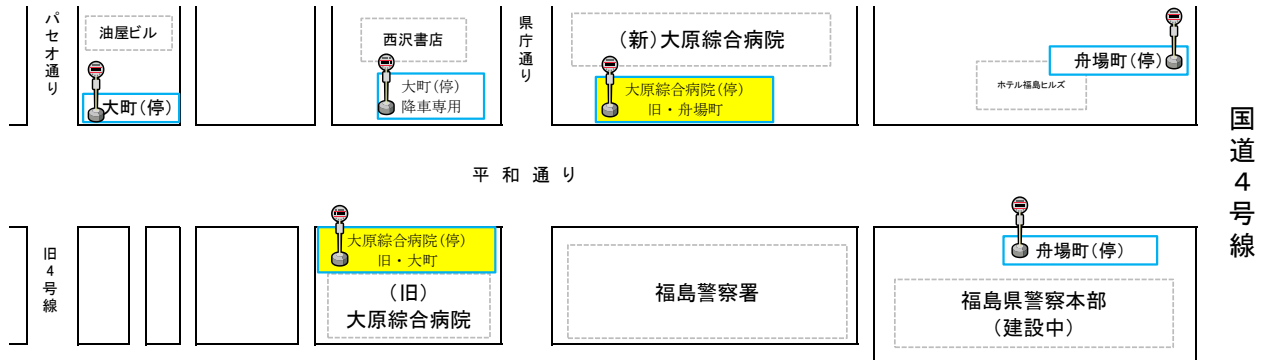 パセオ通り
油屋ビル
大町(停)
西沢書店
大町(停)
降車専用
県庁通り
(新)大原綜合病院
大原綜合病院(停)
旧・舟場町
舟場町(停)
ホテル福島ヒルズ
国道4号線
平和通り
旧4号線
大原綜合病院(停)
旧・大町
(旧)
大原綜合病院
福島警察署
舟場町(停)
福島県警察本部
(建設中)